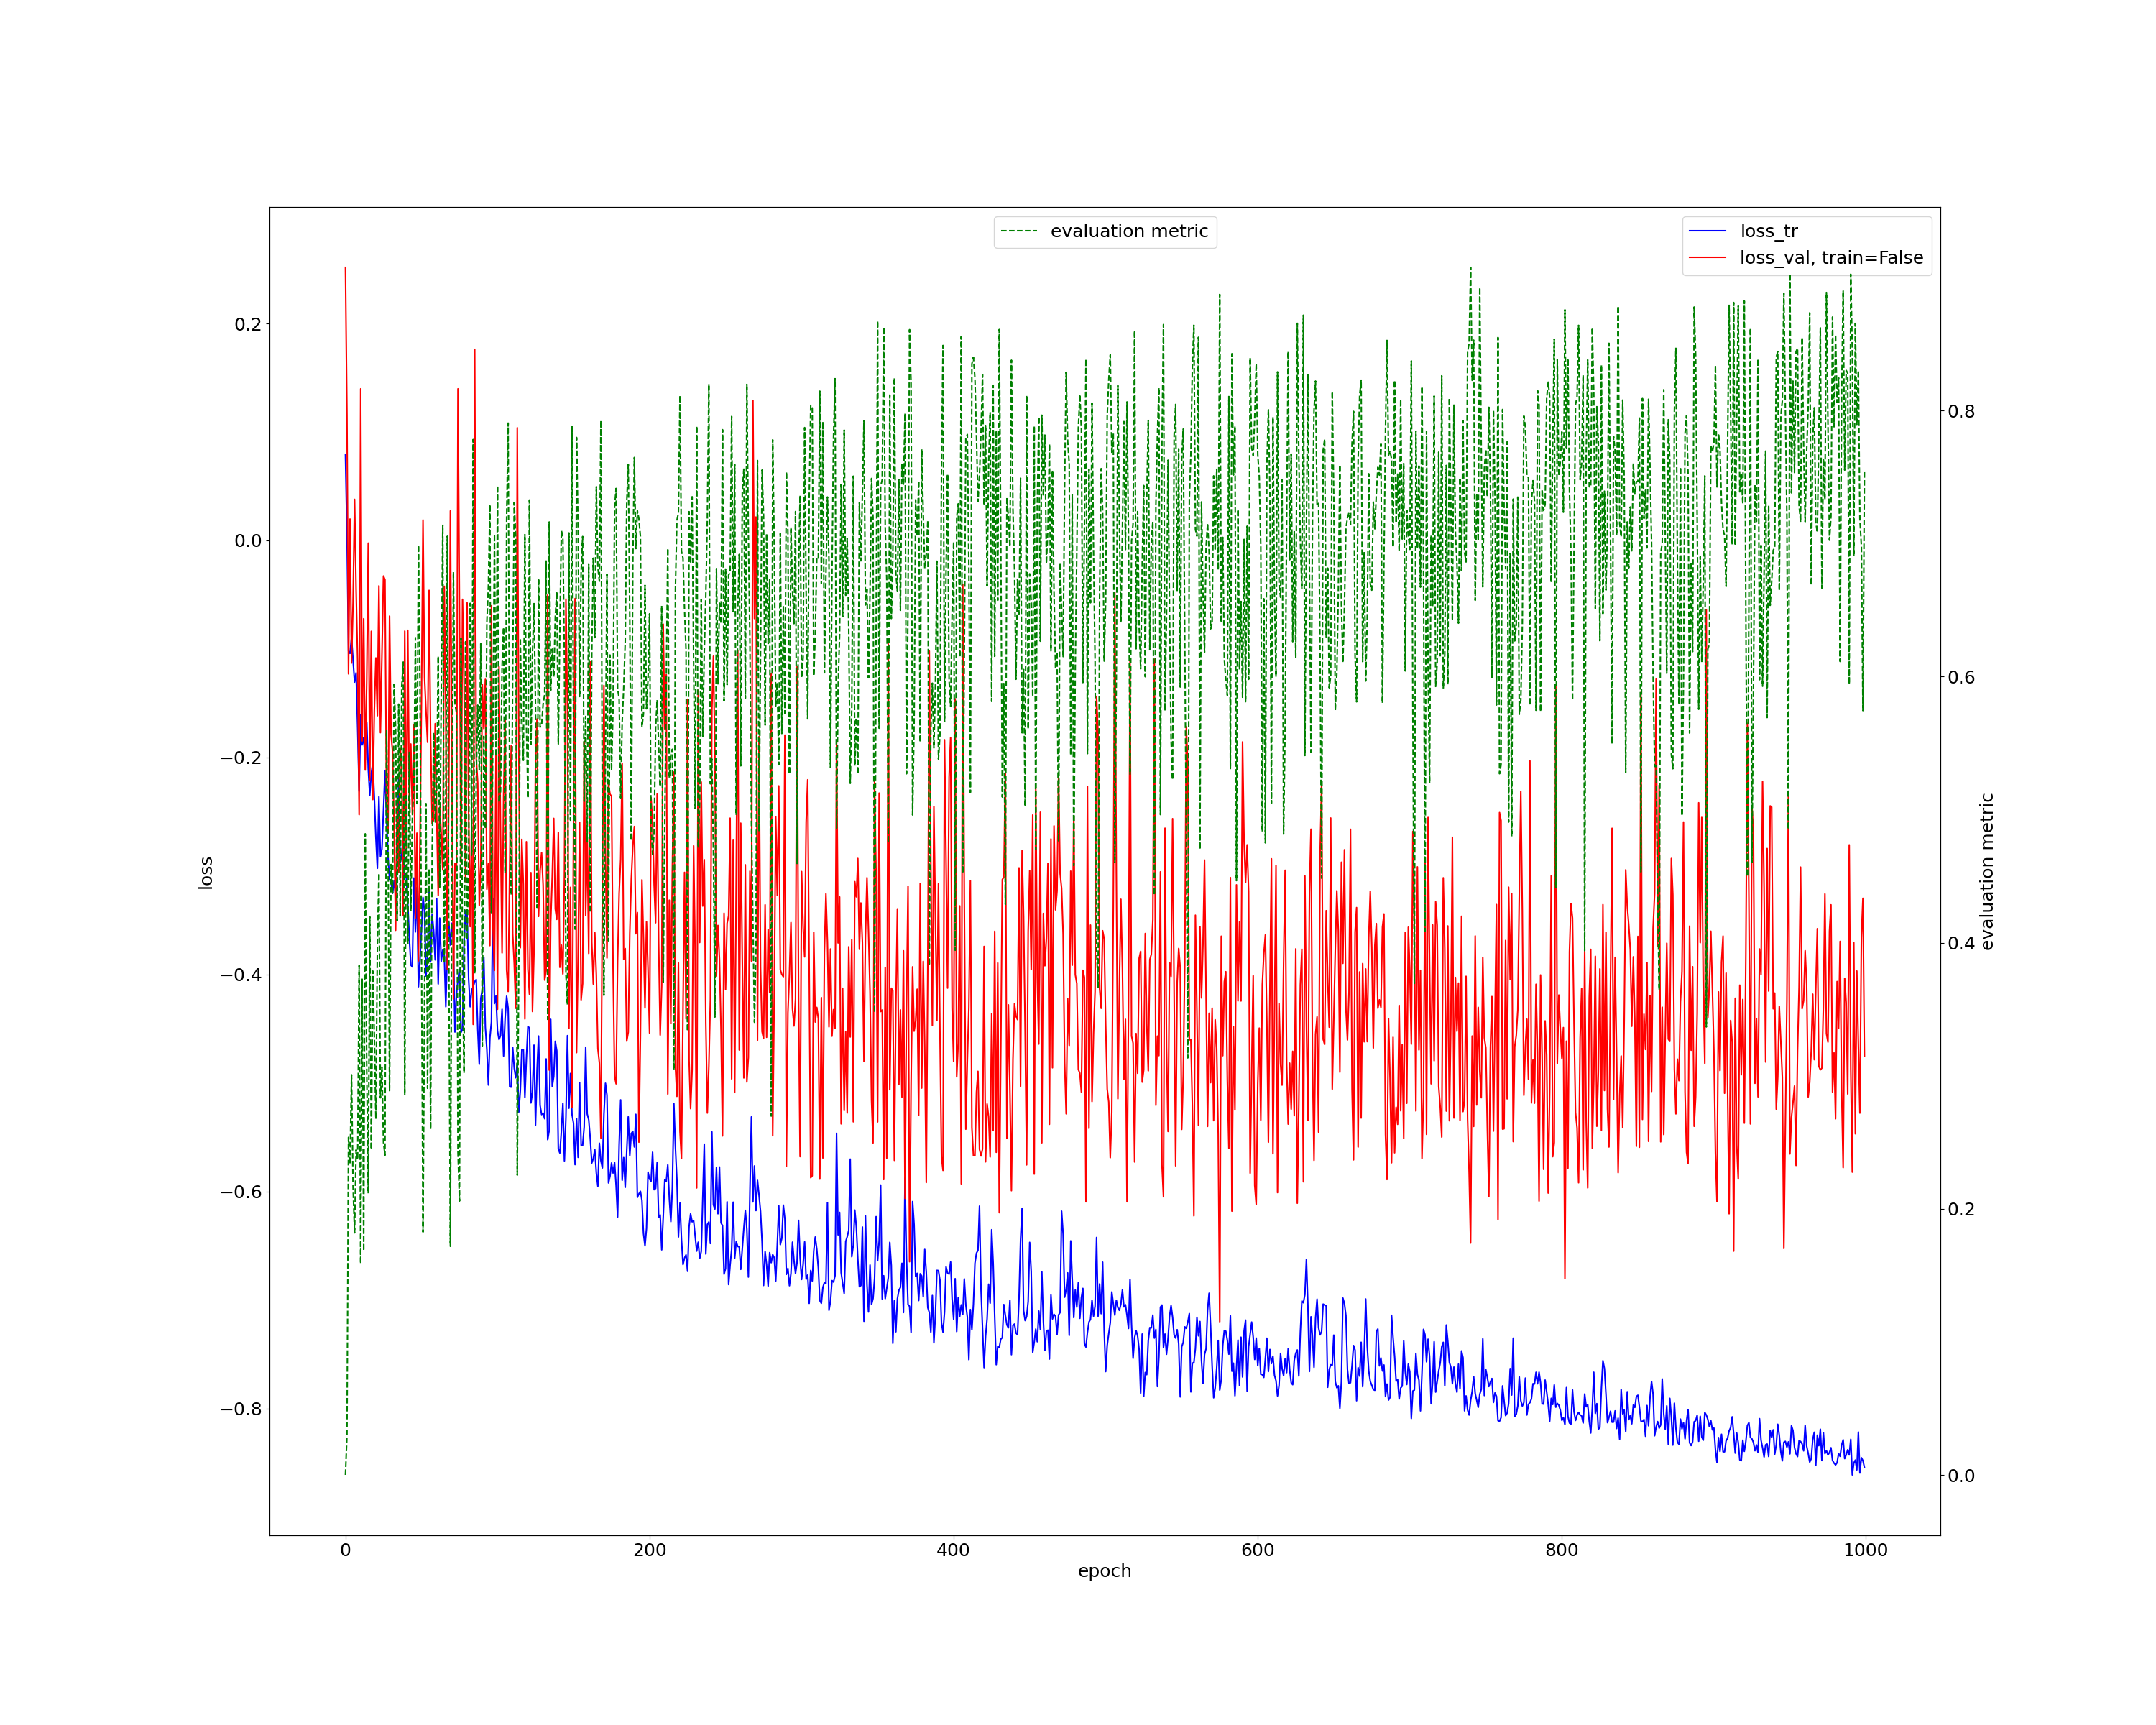 evaluation metric
loss_tr
loss_val, train=False
0.2
0.0
−0.2
−0.4
−0.6
−0.8
loss
0.8
0.6
0.4
0.2
0.0
evaluation metric
0
200
400
600
800
1000
epoch